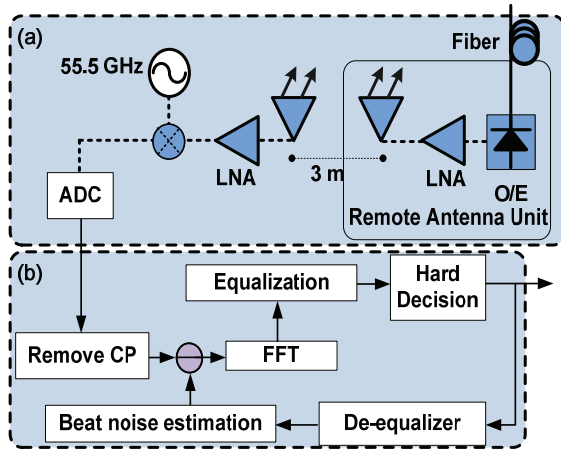 (a)
Fiber
55.5 GHz
LNA
3 m
LNA
O/E
ADC
Remote Antenna Unit
(b)
Equalization
Hard
Decision
Remove CP
FFT
Beat noise estimation
De-equalizer